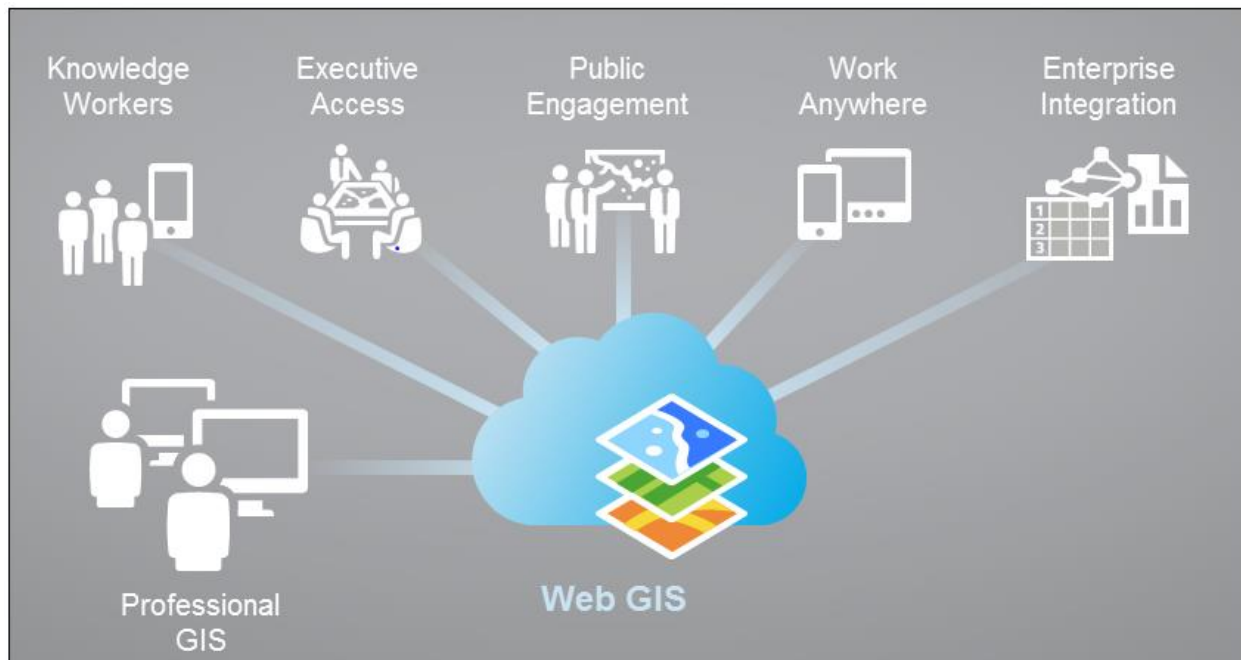 Knowledge
Workers
Executive
Access
Public
Engagement
Work
Anywhere
Enterprise
Integration
1
2
3
Professional
GIS
Web GIS